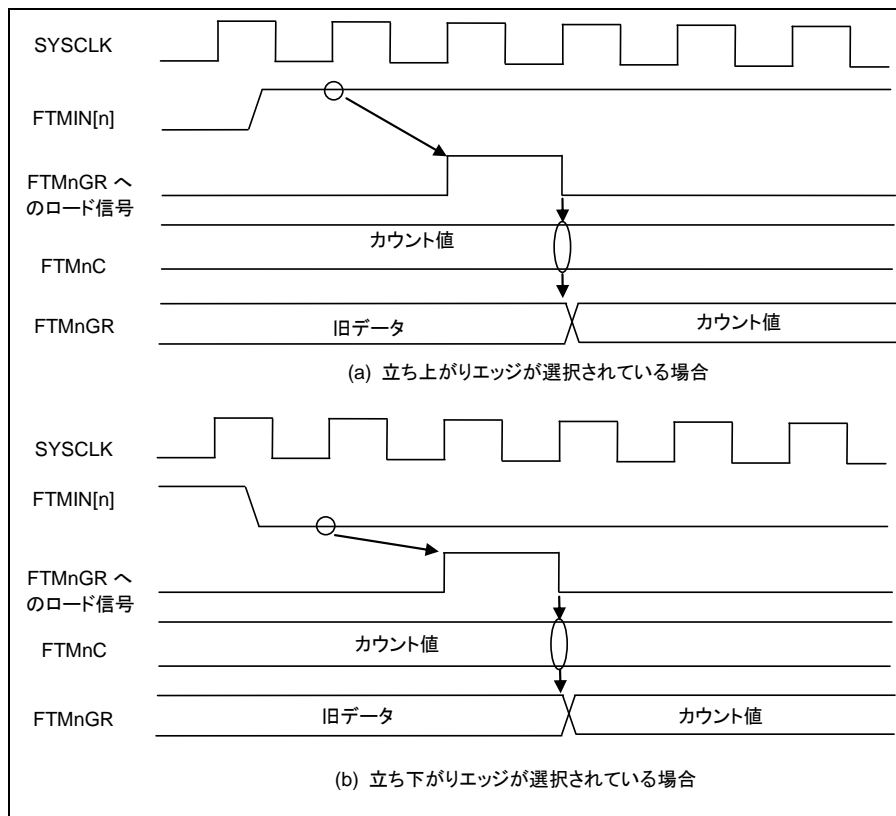 SYSCLK
FTMIN[n]
FTMnGR へ
のロード信号
カウント値
FTMnC
FTMnGR
旧データ
カウント値
(a) 立ち上がりエッジが選択されている場合
SYSCLK
FTMIN[n]
FTMnGR へ
のロード信号
カウント値
FTMnC
FTMnGR
旧データ
カウント値
(b) 立ち下がりエッジが選択されている場合